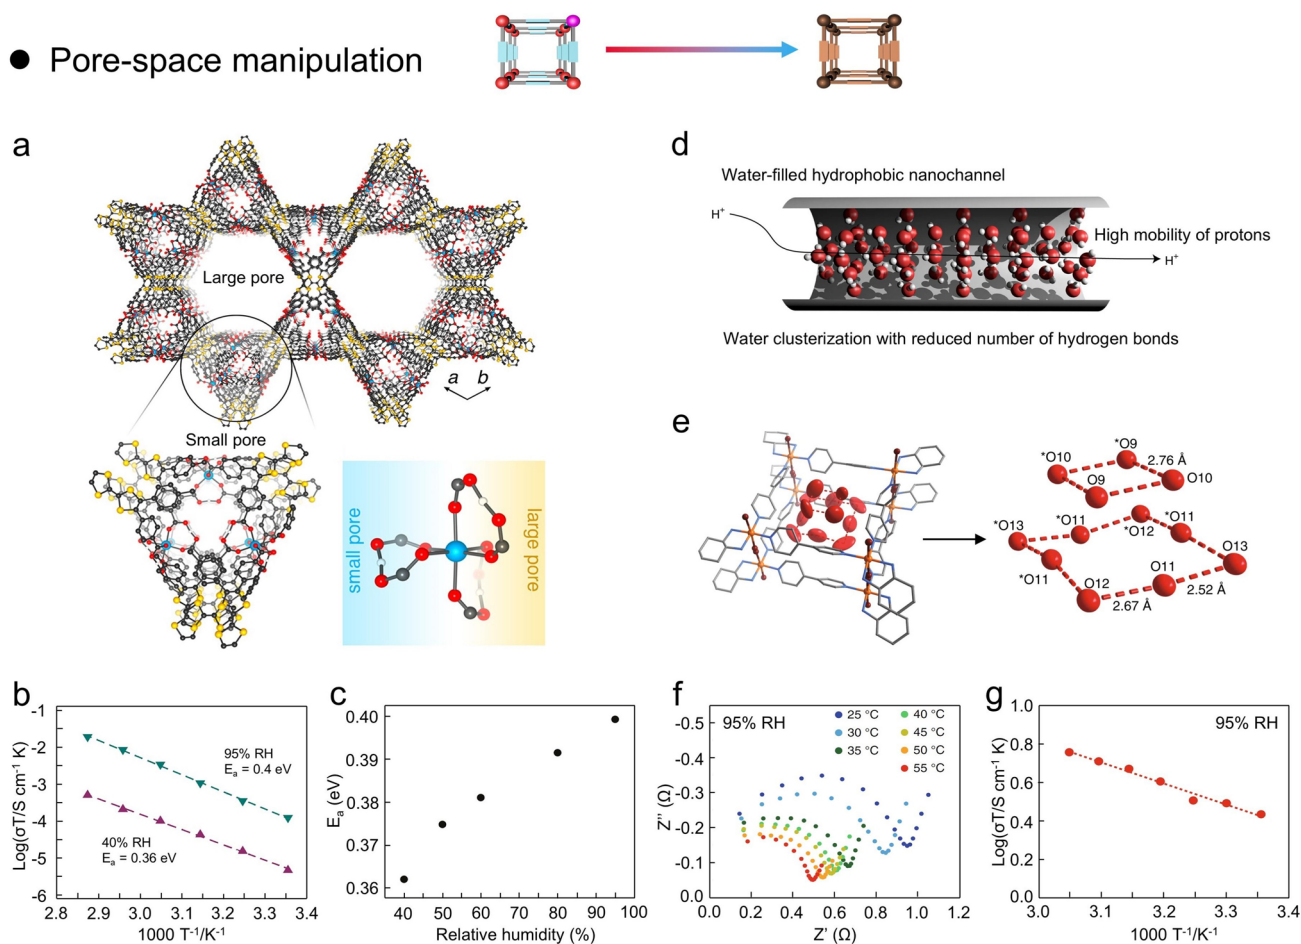 ● Pore-space manipulation
a
Large pore
a b
Small pore
small pore
large pore
d
Water-filled hydrophobic nanochannel
H⁺
High mobility of protons
H⁺
Water clusterization with reduced number of hydrogen bonds
e
*O9
*O10
2.76 Å
O9
O10
*O13
*O11
*O12
*O11
O13
*O11
O12
O11
2.67 Å
2.52 Å
b
Log(σT/S cm⁻¹ K)
-1
-2
-3
-4
-5
-6
95% RH
Eₐ = 0.4 eV
40% RH
Eₐ = 0.36 eV
2.8 2.9 3.0 3.1 3.2 3.3 3.4
1000 T⁻¹/K⁻¹
c
Eₐ (eV)
0.40
0.39
0.38
0.37
0.36
40 50 60 70 80 90 100
Relative humidity (%)
f
Z'' (Ω)
-0.5
-0.4
-0.3
-0.2
-0.1
0.0
95% RH
25 °C
30 °C
35 °C
40 °C
45 °C
50 °C
55 °C
0.0 0.2 0.4 0.6 0.8 1.0 1.2
Z' (Ω)
g
Log(σT/S cm⁻¹ K)
1.0
0.8
0.6
0.4
0.2
0.0
95% RH
3.0 3.1 3.2 3.3 3.4
1000 T⁻¹/K⁻¹